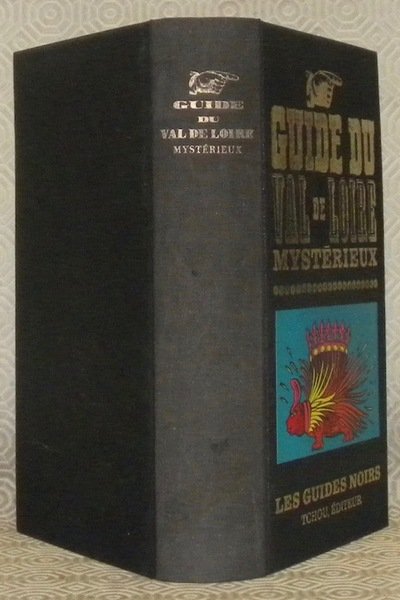 GUIDE
DU
VAL DE LOIRE
MYSTÉRIEUX
GUIDE DU
VAL DE LOIRE
MYSTÉRIEUX
LES GUIDES NOIRS
TCHOU, ÉDITEUR